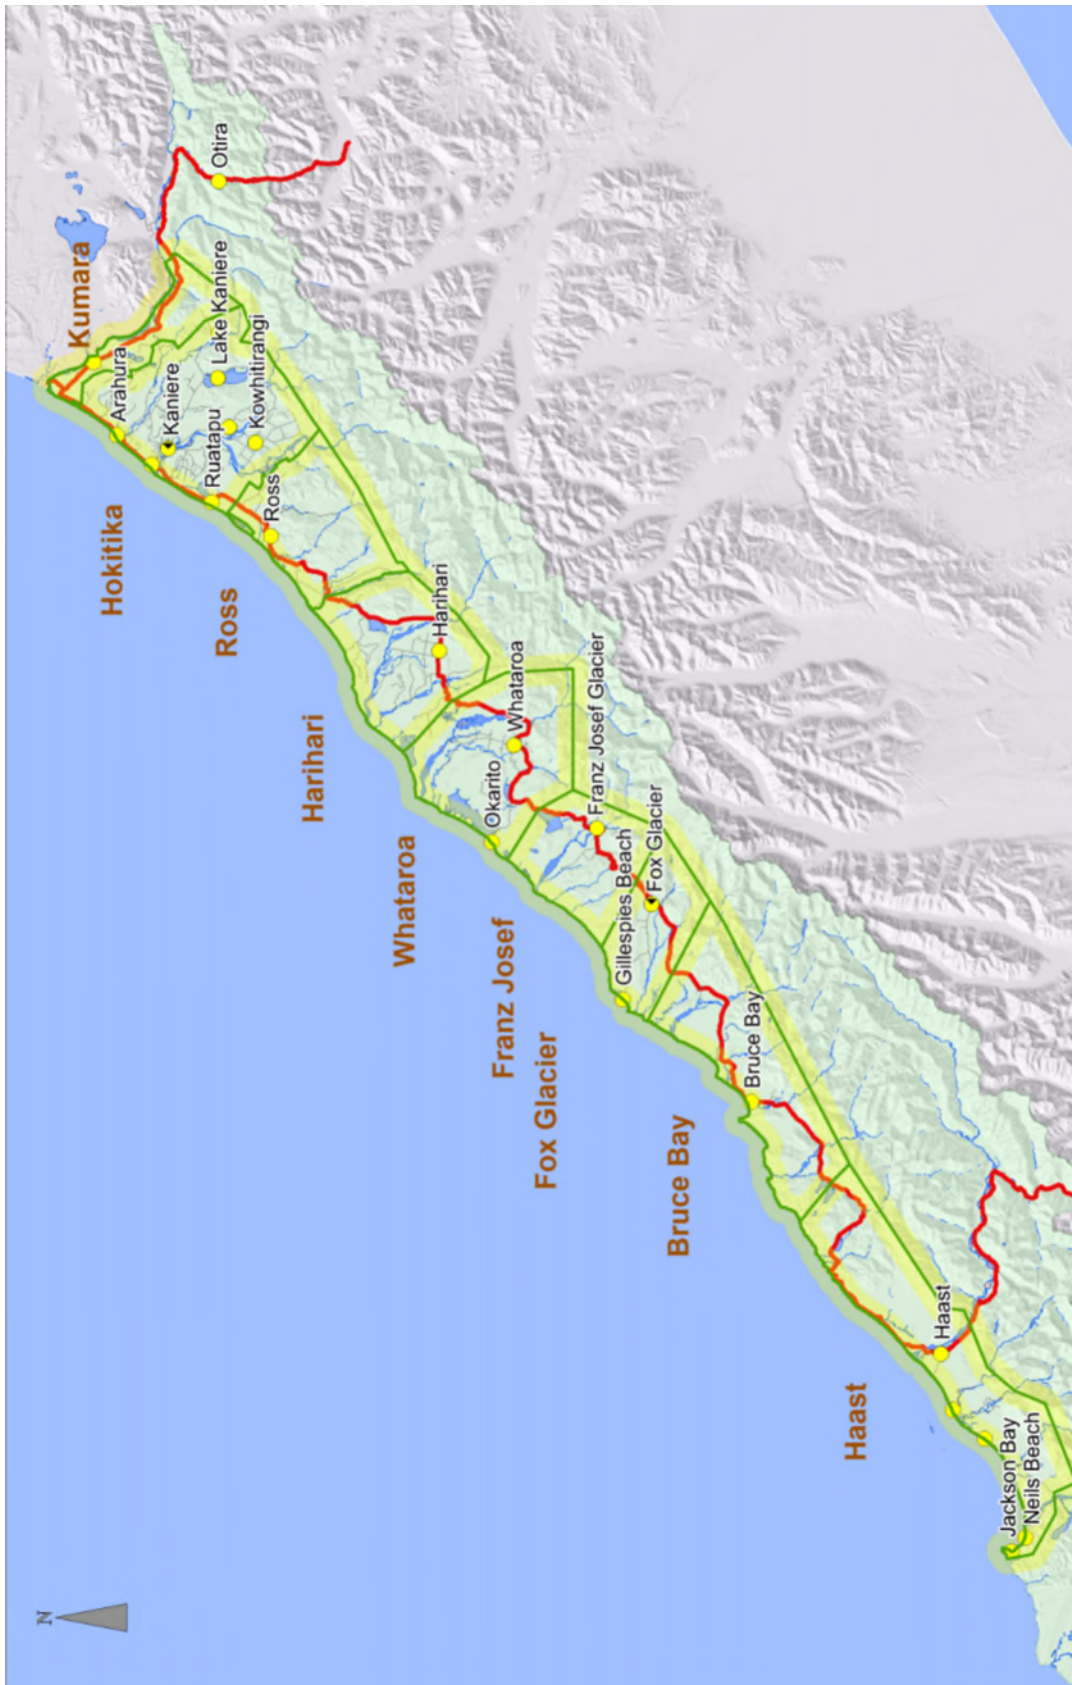 Otira
Kumara
Lake Kaniere
Arahura
Kowhitirangi
Kaniere
Ruatapu
Ross
Hokitika
Ross
Harihari
Whataroa
Harihari
Franz Josef Glacier
Okarito
Fox Glacier
Whataroa
Gillespies Beach
Franz Josef
Fox Glacier
Bruce Bay
Bruce Bay
Haast
Haast
Jackson Bay
Neils Beach
N